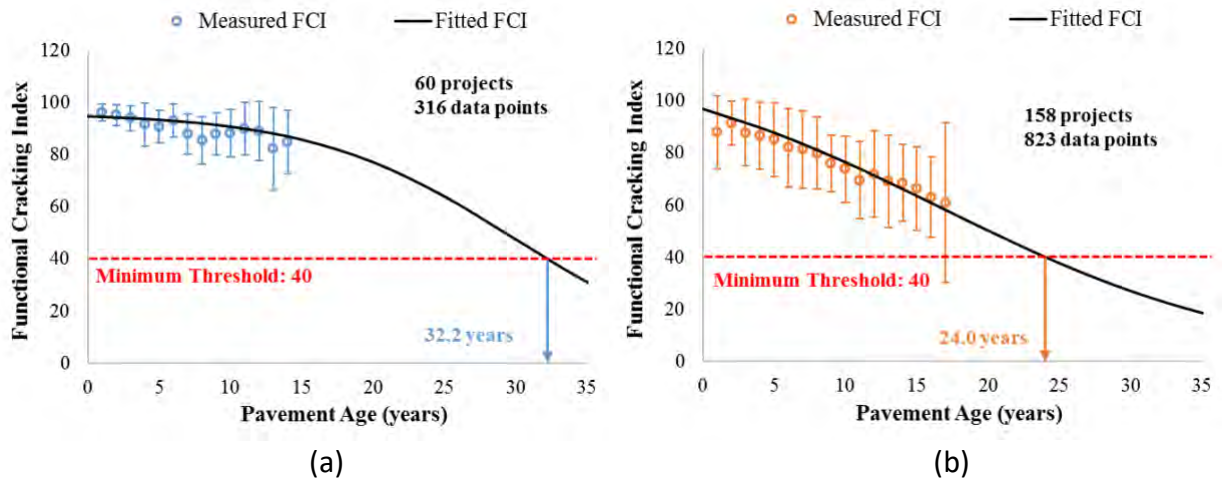 Measured FCI Fitted FCI
120
100
80
60
40
20
0
Functional Cracking Index
60 projects
316 data points
Minimum Threshold: 40
32.2 years
0 5 10 15 20 25 30 35
Pavement Age (years)
(a)
Measured FCI Fitted FCI
120
100
80
60
40
20
0
Functional Cracking Index
158 projects
823 data points
Minimum Threshold: 40
24.0 years
0 5 10 15 20 25 30 35
Pavement Age (years)
(b)